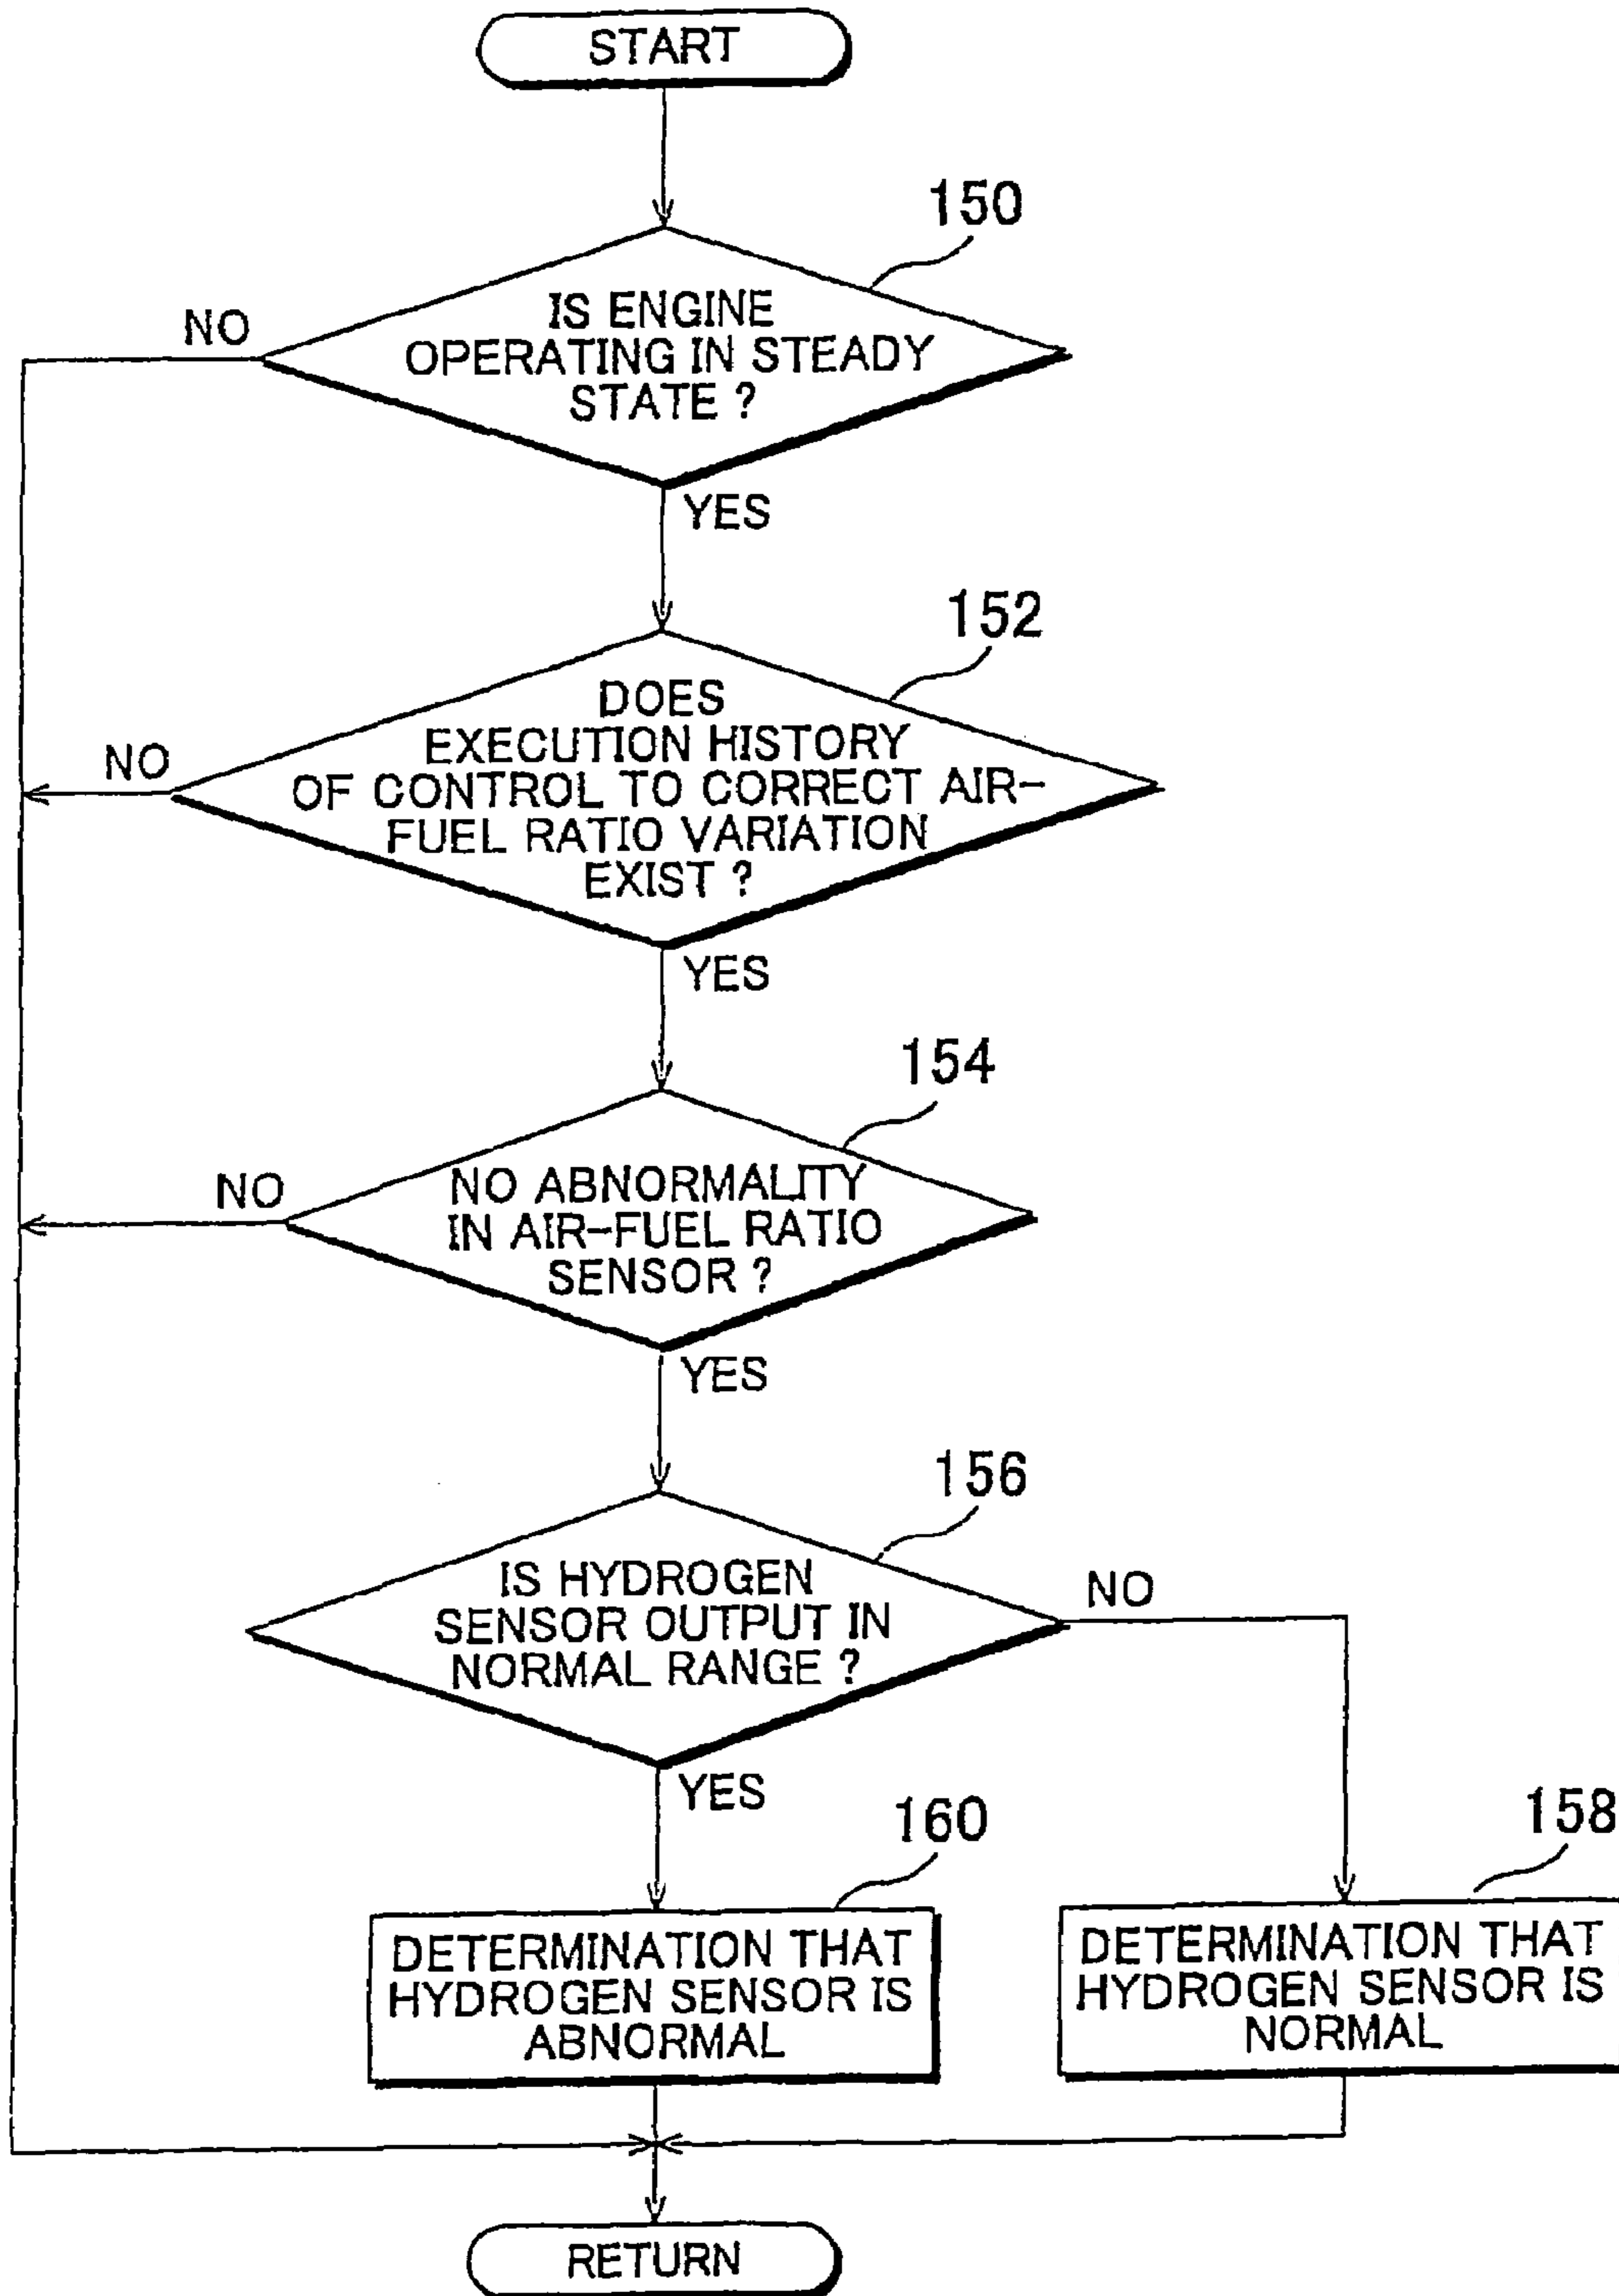 START
150
NO
IS ENGINE
OPERATING IN STEADY
STATE ?
YES
152
NO
DOES
EXECUTION HISTORY
OF CONTROL TO CORRECT AIR-
FUEL RATIO VARIATION
EXIST ?
YES
154
NO
NO ABNORMALITY
IN AIR-FUEL RATIO
SENSOR ?
YES
156
IS HYDROGEN
SENSOR OUTPUT IN
NORMAL RANGE ?
NO
YES
160
158
DETERMINATION THAT
HYDROGEN SENSOR IS
ABNORMAL
DETERMINATION THAT
HYDROGEN SENSOR IS
NORMAL
RETURN